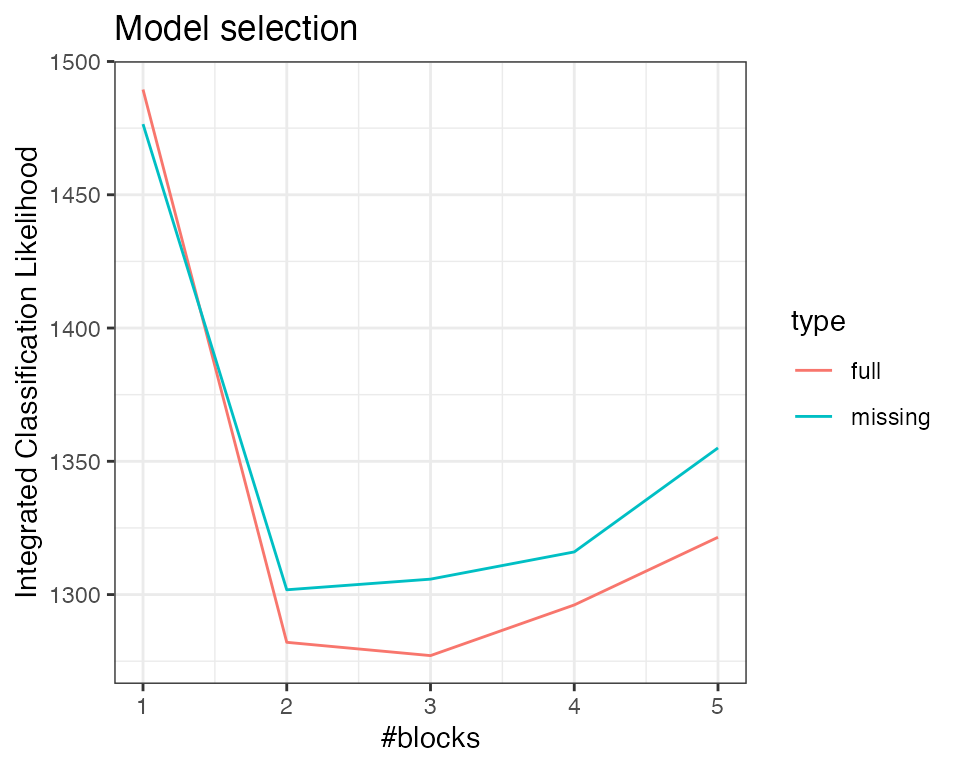 Model selection
Integrated Classification Likelihood
1500
1450
1400
1350
1300
1 2 3 4 5
#blocks
type
full
missing